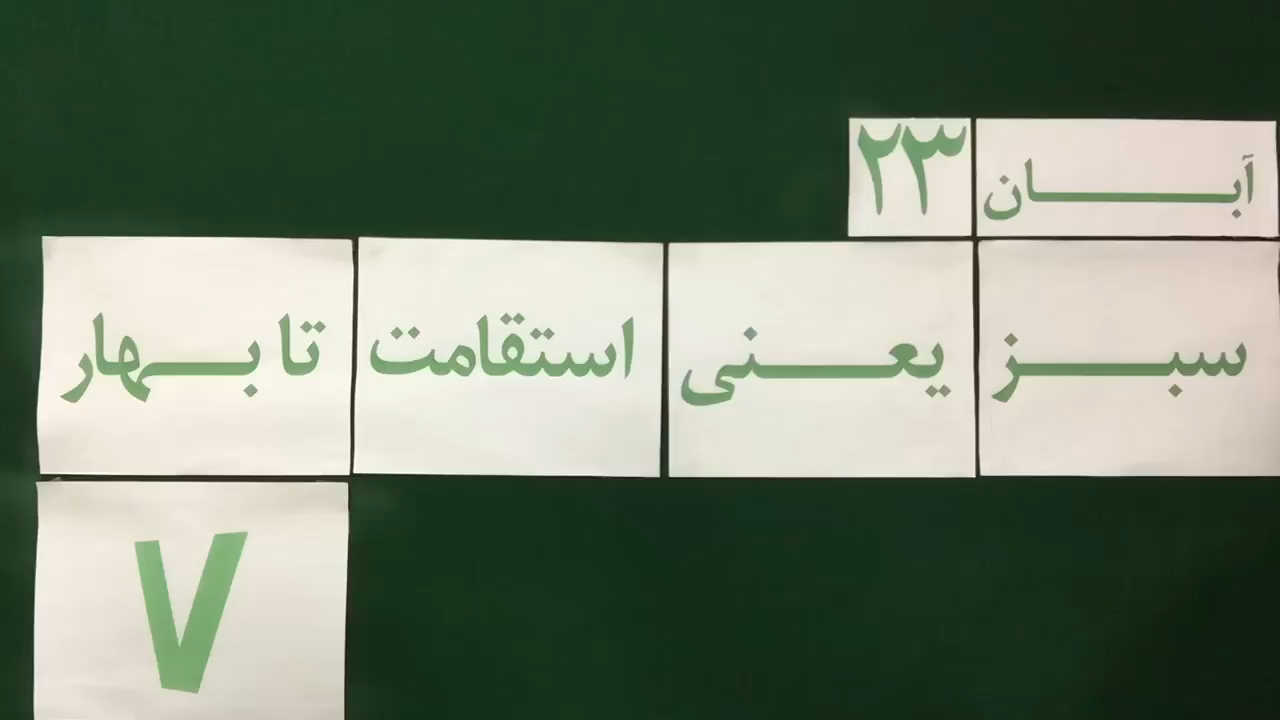 آبان ۲۳
سبز یعنی استقامت تا بهار
۷